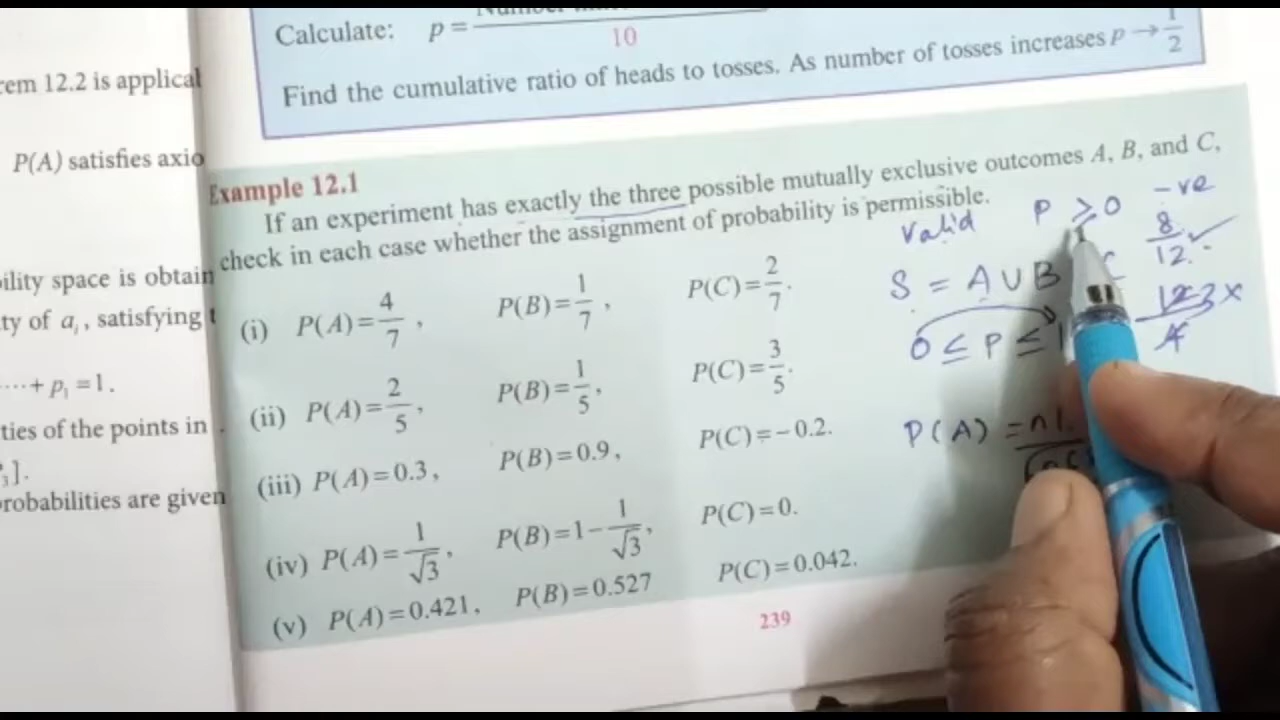 Calculate: p =
10
Find the cumulative ratio of heads to tosses. As number of tosses increases p → 1/2
rem 12.2 is applical
P(A) satisfies axio
bility space is obtain
ty of aᵢ, satisfying t
....+ p₁ = 1.
ties of the points in
probabilities are given
Example 12.1
If an experiment has exactly the three possible mutually exclusive outcomes A, B, and C,
check in each case whether the assignment of probability is permissible.
(i) P(A) = 4/7, P(B) = 1/7, P(C) = 2/7.
(ii) P(A) = 2/5, P(B) = 1/5, P(C) = 3/5.
(iii) P(A) = 0.3, P(B) = 0.9, P(C) = −0.2.
(iv) P(A) = 1/√3, P(B) = 1 − 1/√3, P(C) = 0.
(v) P(A) = 0.421, P(B) = 0.527 P(C) = 0.042.
239
Valid P ≥ 0 -ve
8/12 ✓
S = A ∪ B
0 ≤ P ≤ 1
P(A) =